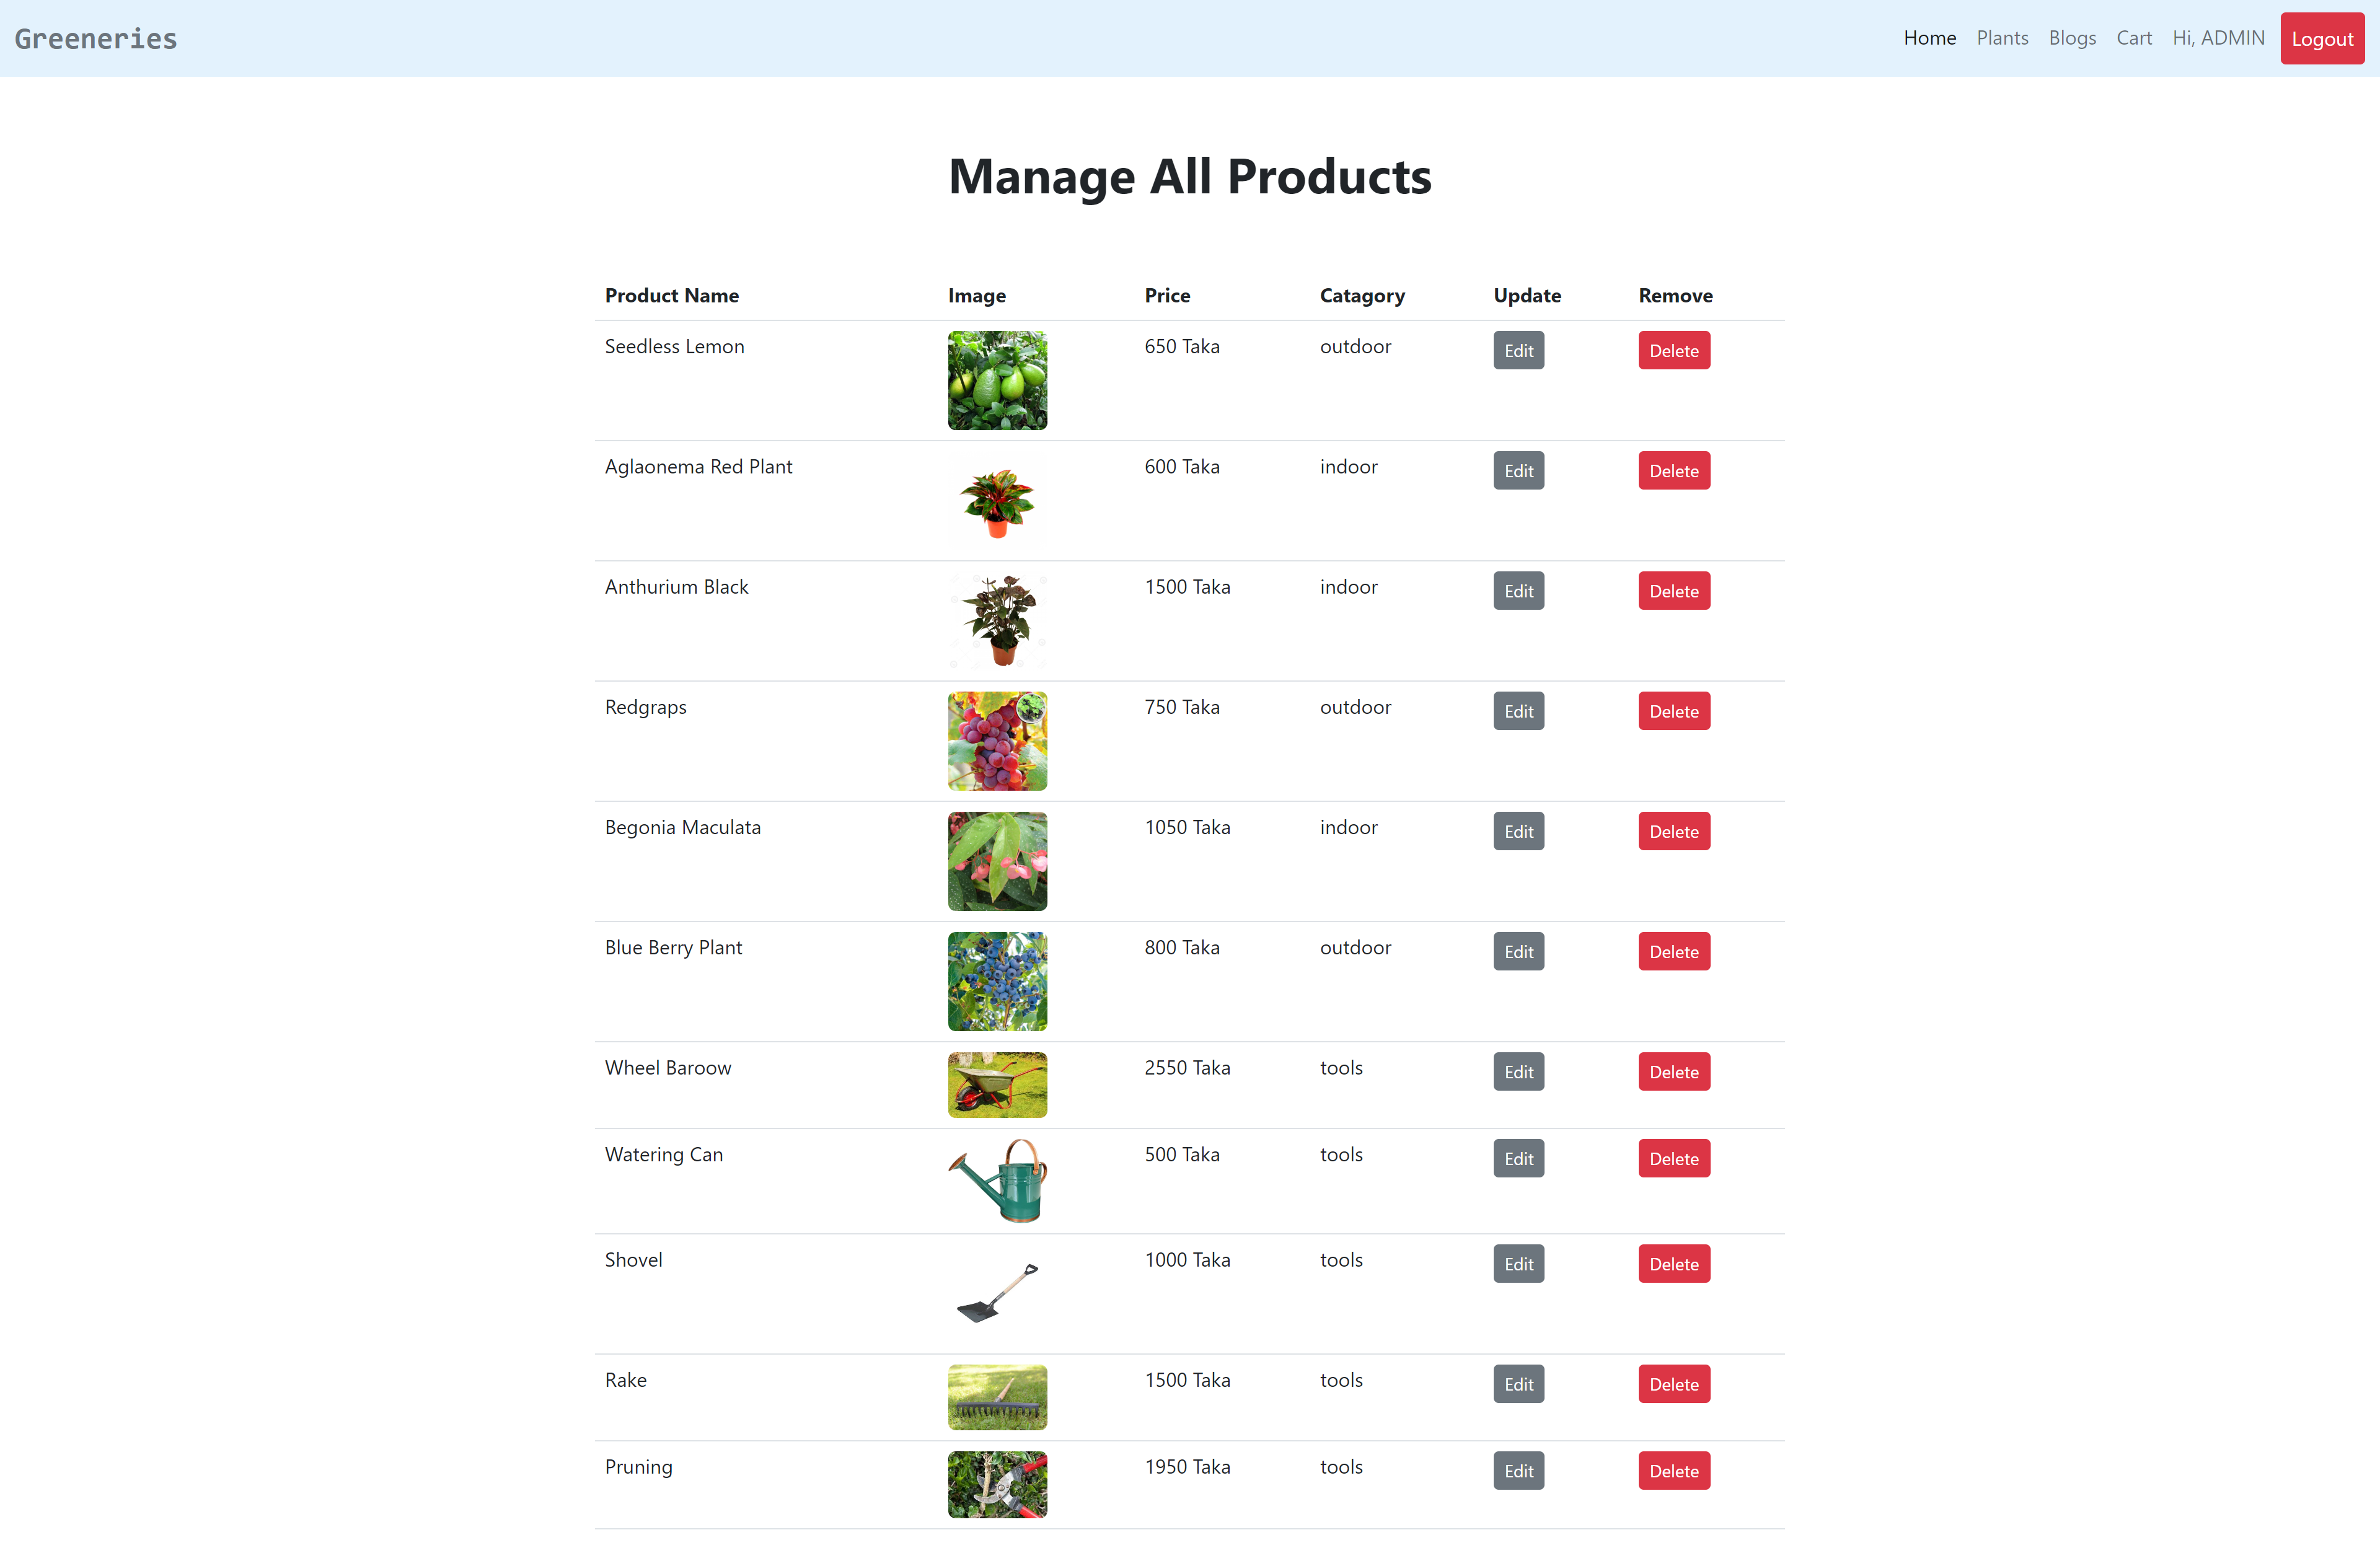 Greeneries Home Plants Blogs Cart Hi, ADMIN Logout
Manage All Products
Product Name Image Price Catagory Update Remove
Seedless Lemon 650 Taka outdoor Edit Delete
Aglaonema Red Plant 600 Taka indoor Edit Delete
Anthurium Black 1500 Taka indoor Edit Delete
Redgraps 750 Taka outdoor Edit Delete
Begonia Maculata 1050 Taka indoor Edit Delete
Blue Berry Plant 800 Taka outdoor Edit Delete
Wheel Baroow 2550 Taka tools Edit Delete
Watering Can 500 Taka tools Edit Delete
Shovel 1000 Taka tools Edit Delete
Rake 1500 Taka tools Edit Delete
Pruning 1950 Taka tools Edit Delete